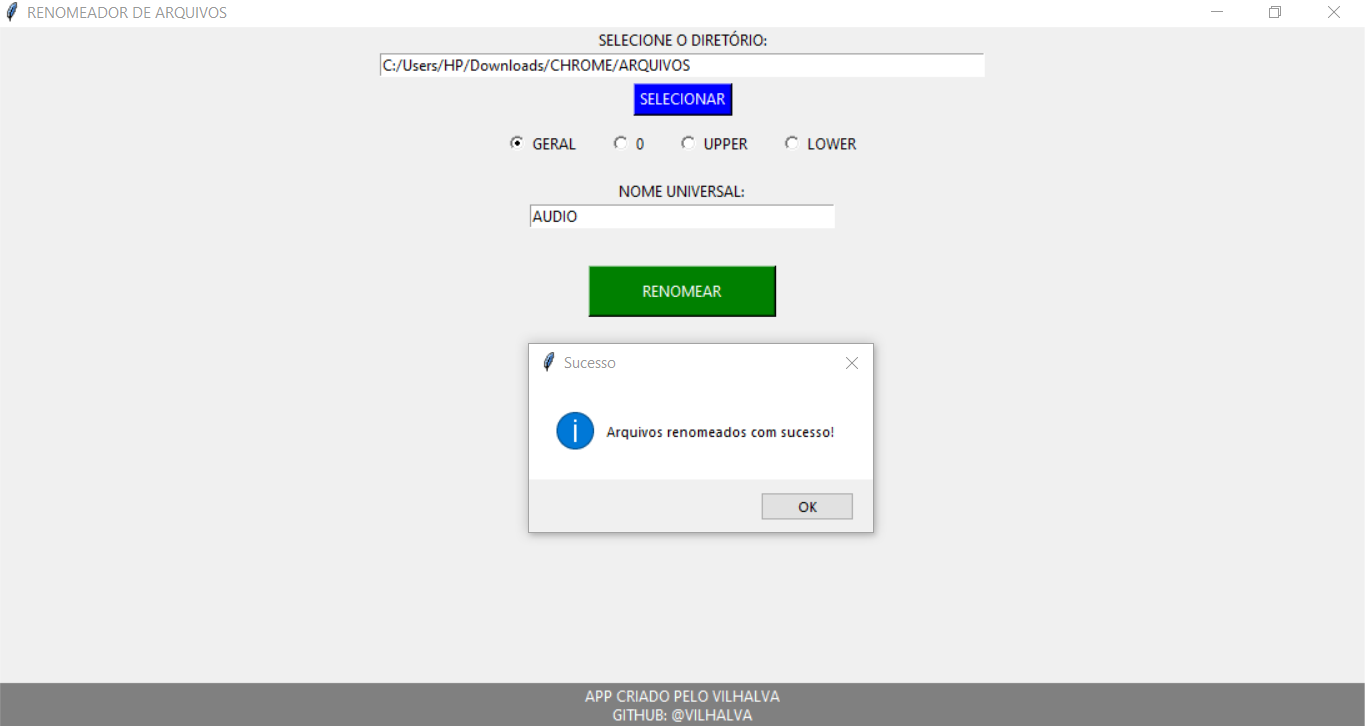 RENOMEADOR DE ARQUIVOS
SELECIONE O DIRETÓRIO:
C:/Users/HP/Downloads/CHROME/ARQUIVOS
SELECIONAR
GERAL 0 UPPER LOWER
NOME UNIVERSAL:
AUDIO
RENOMEAR
Sucesso
Arquivos renomeados com sucesso!
OK
APP CRIADO PELO VILHALVA
GITHUB: @VILHALVA